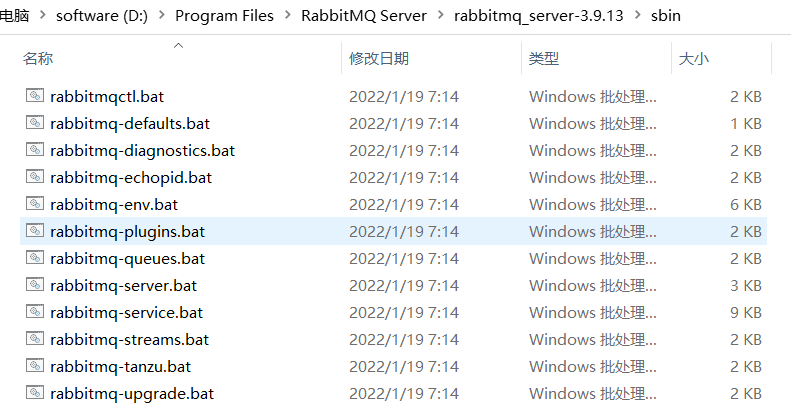 电脑 > software (D:) > Program Files > RabbitMQ Server > rabbitmq_server-3.9.13 > sbin
名称 修改日期 类型 大小
rabbitmqctl.bat 2022/1/19 7:14 Windows 批处理... 2 KB
rabbitmq-defaults.bat 2022/1/19 7:14 Windows 批处理... 1 KB
rabbitmq-diagnostics.bat 2022/1/19 7:14 Windows 批处理... 2 KB
rabbitmq-echopid.bat 2022/1/19 7:14 Windows 批处理... 2 KB
rabbitmq-env.bat 2022/1/19 7:14 Windows 批处理... 6 KB
rabbitmq-plugins.bat 2022/1/19 7:14 Windows 批处理... 2 KB
rabbitmq-queues.bat 2022/1/19 7:14 Windows 批处理... 2 KB
rabbitmq-server.bat 2022/1/19 7:14 Windows 批处理... 3 KB
rabbitmq-service.bat 2022/1/19 7:14 Windows 批处理... 9 KB
rabbitmq-streams.bat 2022/1/19 7:14 Windows 批处理... 2 KB
rabbitmq-tanzu.bat 2022/1/19 7:14 Windows 批处理... 2 KB
rabbitmq-upgrade.bat 2022/1/19 7:14 Windows 批处理... 2 KB